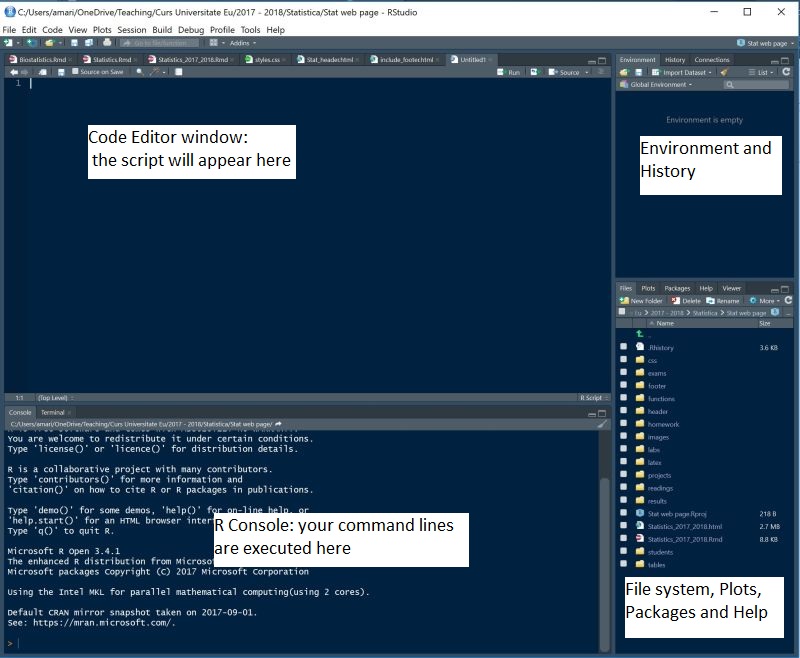 C:/Users/amari/OneDrive/Teaching/Curs Universitate Eu/2017 - 2018/Statistica/Stat web page - RStudio
File Edit Code View Plots Session Build Debug Profile Tools Help
Go to file/function
Addins
Stat web page
Biostatistics.Rmd
Statistics.Rmd
Statistics_2017_2018.Rmd
styles.css
Stat_header.html
include_footer.html
Untitled1
Source on Save
Run
Source
1
Code Editor window:
the script will appear here
1:1
(Top Level)
R Script
Environment History Connections
Import Dataset
List
Global Environment
Environment is empty
Environment and
History
Console Terminal
C:/Users/amari/OneDrive/Teaching/Curs Universitate Eu/2017 - 2018/Statistica/Stat web page/
You are welcome to redistribute it under certain conditions.
Type 'license()' or 'licence()' for distribution details.
R is a collaborative project with many contributors.
Type 'contributors()' for more information and
'citation()' on how to cite R or R packages in publications.
Type 'demo()' for some demos, 'help()' for on-line help, or
'help.start()' for an HTML browser inter
Type 'q()' to quit R.
R Console: your command lines
are executed here
Microsoft R Open 3.4.1
The enhanced R distribution from Microso
Microsoft packages Copyright (C) 2017 Microsoft Corporation
Using the Intel MKL for parallel mathematical computing(using 2 cores).
Default CRAN mirror snapshot taken on 2017-09-01.
See: https://mran.microsoft.com/.
>
Files Plots Packages Help Viewer
New Folder Delete Rename More
Eu > 2017 - 2018 > Statistica > Stat web page
Name Size
..
.Rhistory 3.6 KB
css
exams
footer
functions
header
homework
images
labs
latex
projects
readings
results
Stat web page.Rproj 218 B
Statistics_2017_2018.html 2.7 MB
Statistics_2017_2018.Rmd 8.8 KB
students
tables
File system, Plots,
Packages and Help